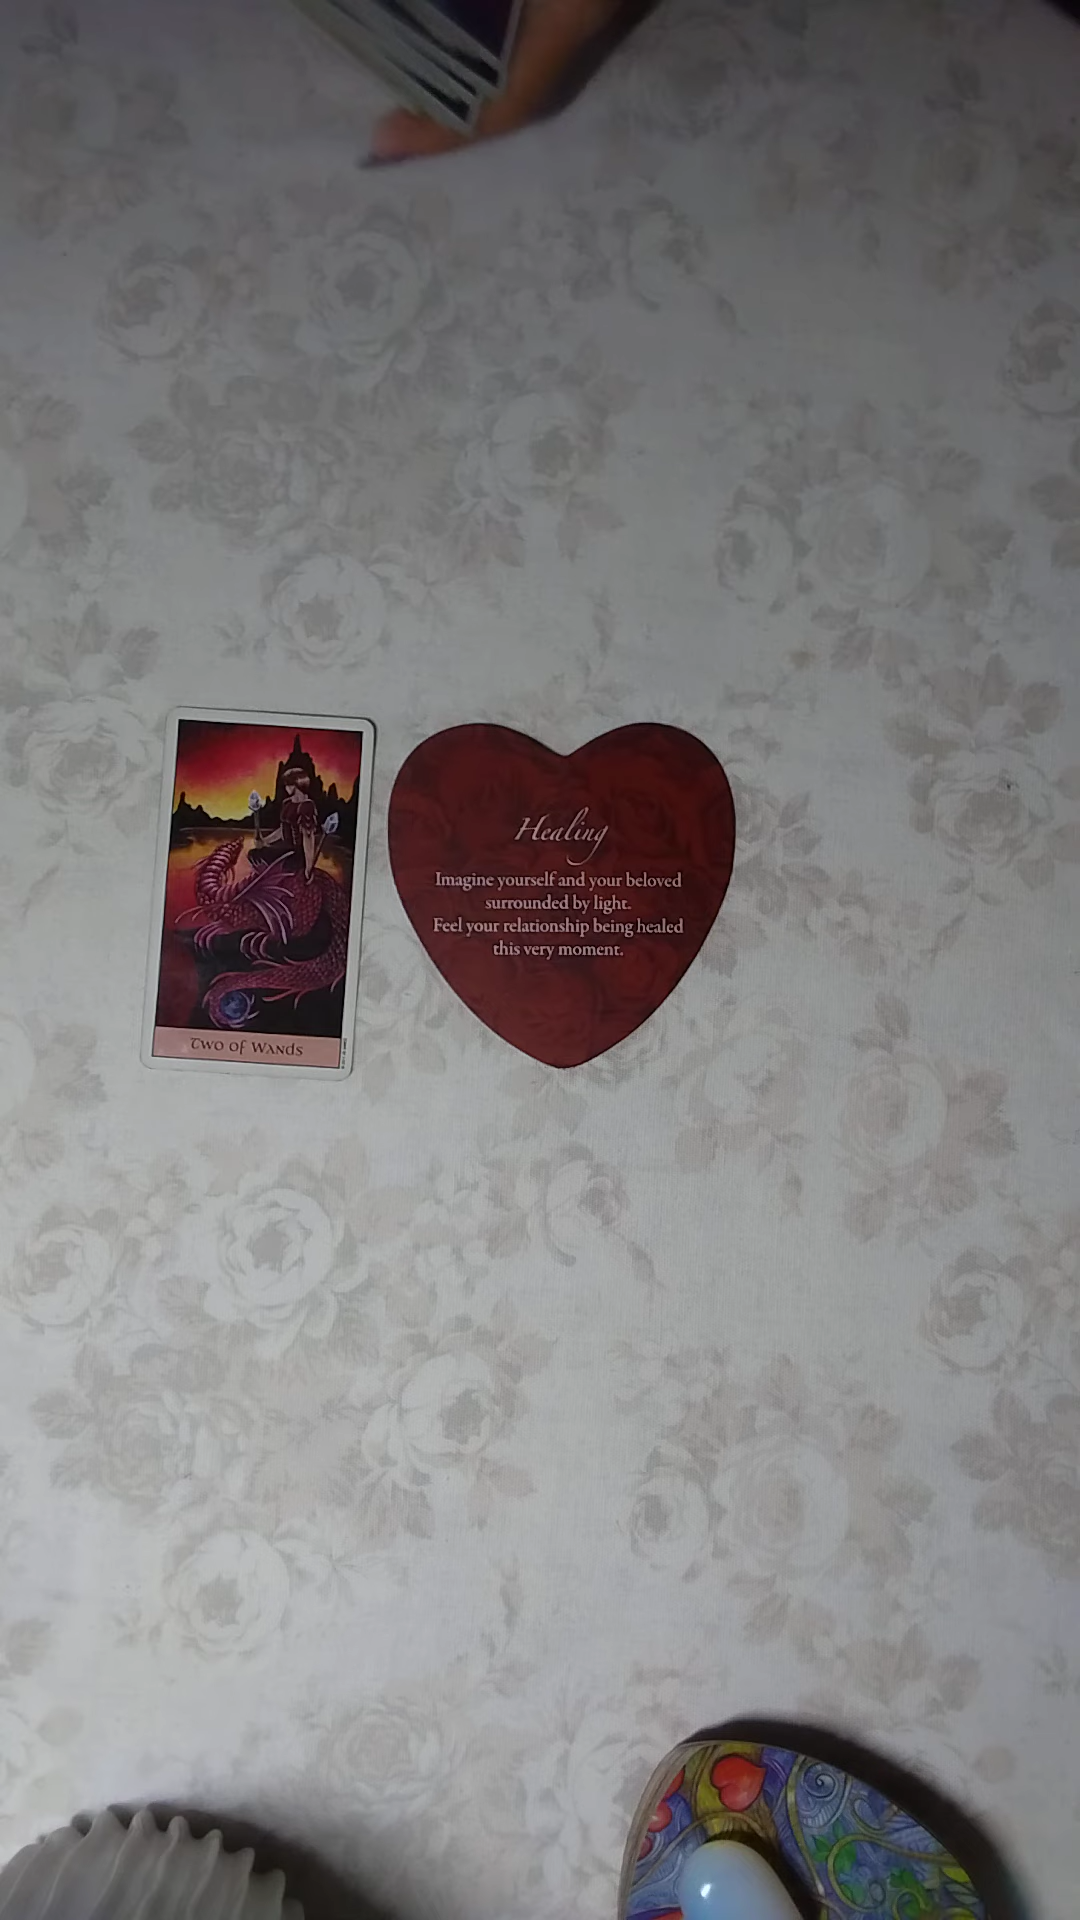 Healing
Imagine yourself and your beloved
surrounded by light.
Feel your relationship being healed
this very moment.
Two of Wands